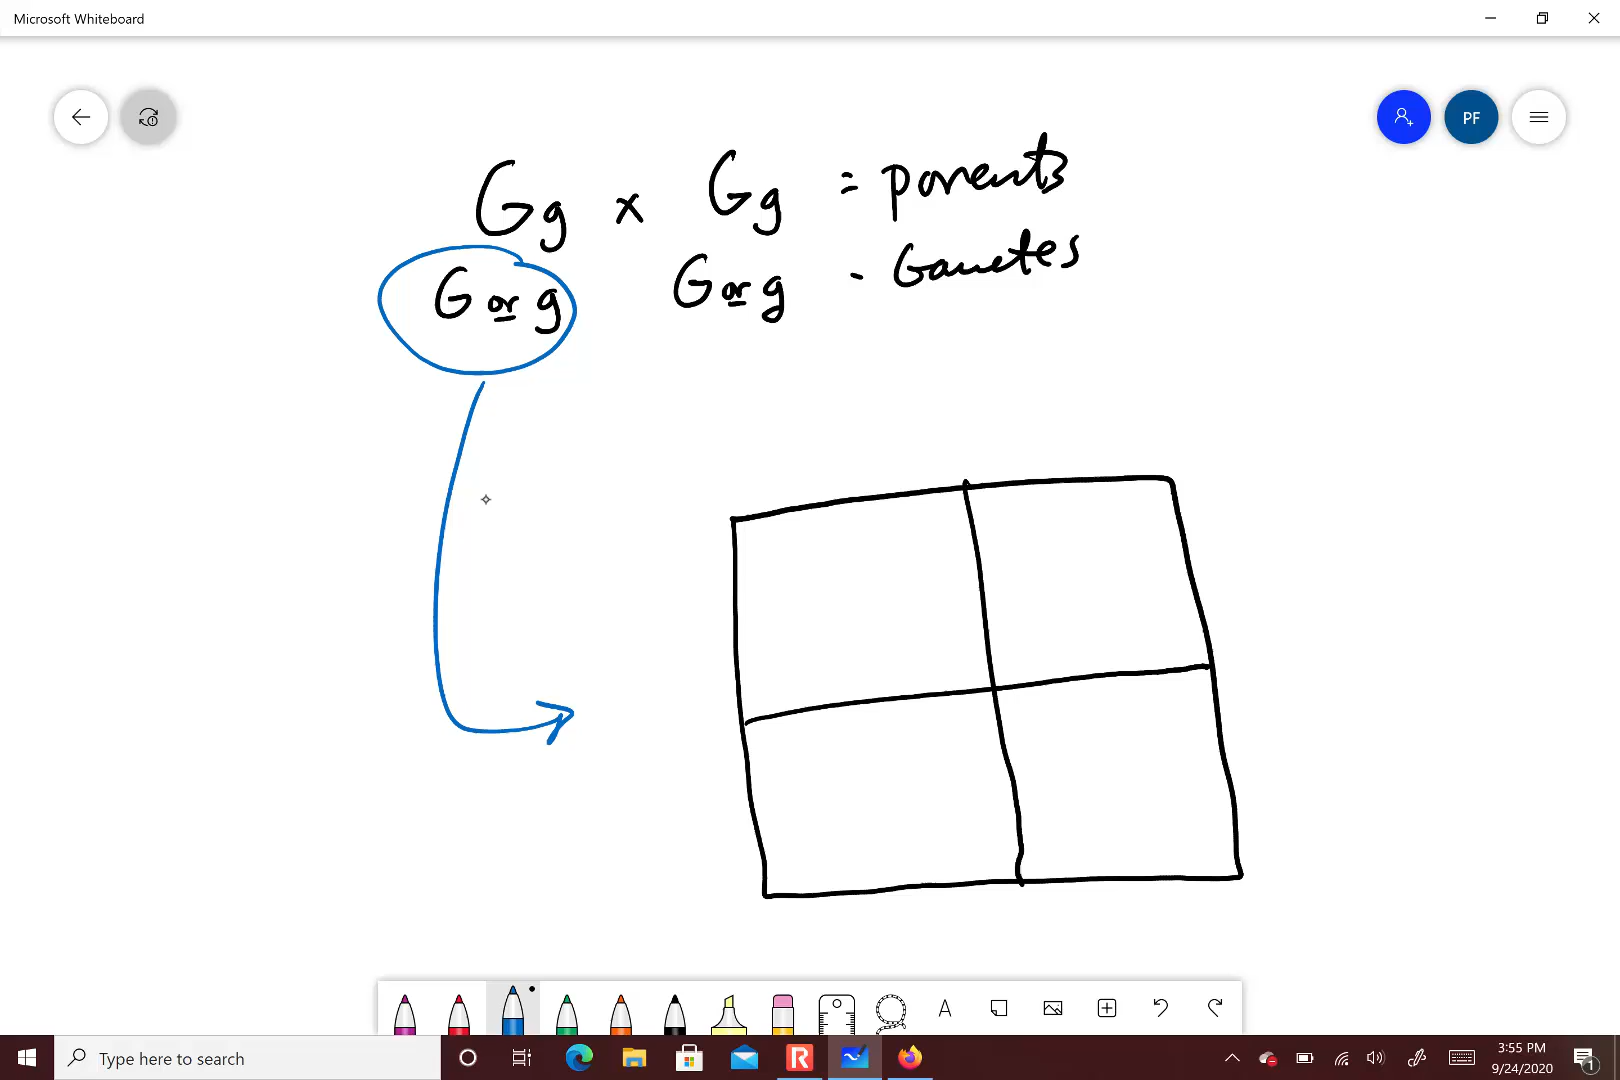 Microsoft Whiteboard
PF
Gg x Gg = parents
G or g G or g - Gametes
A
Type here to search
R
3:55 PM
9/24/2020
1